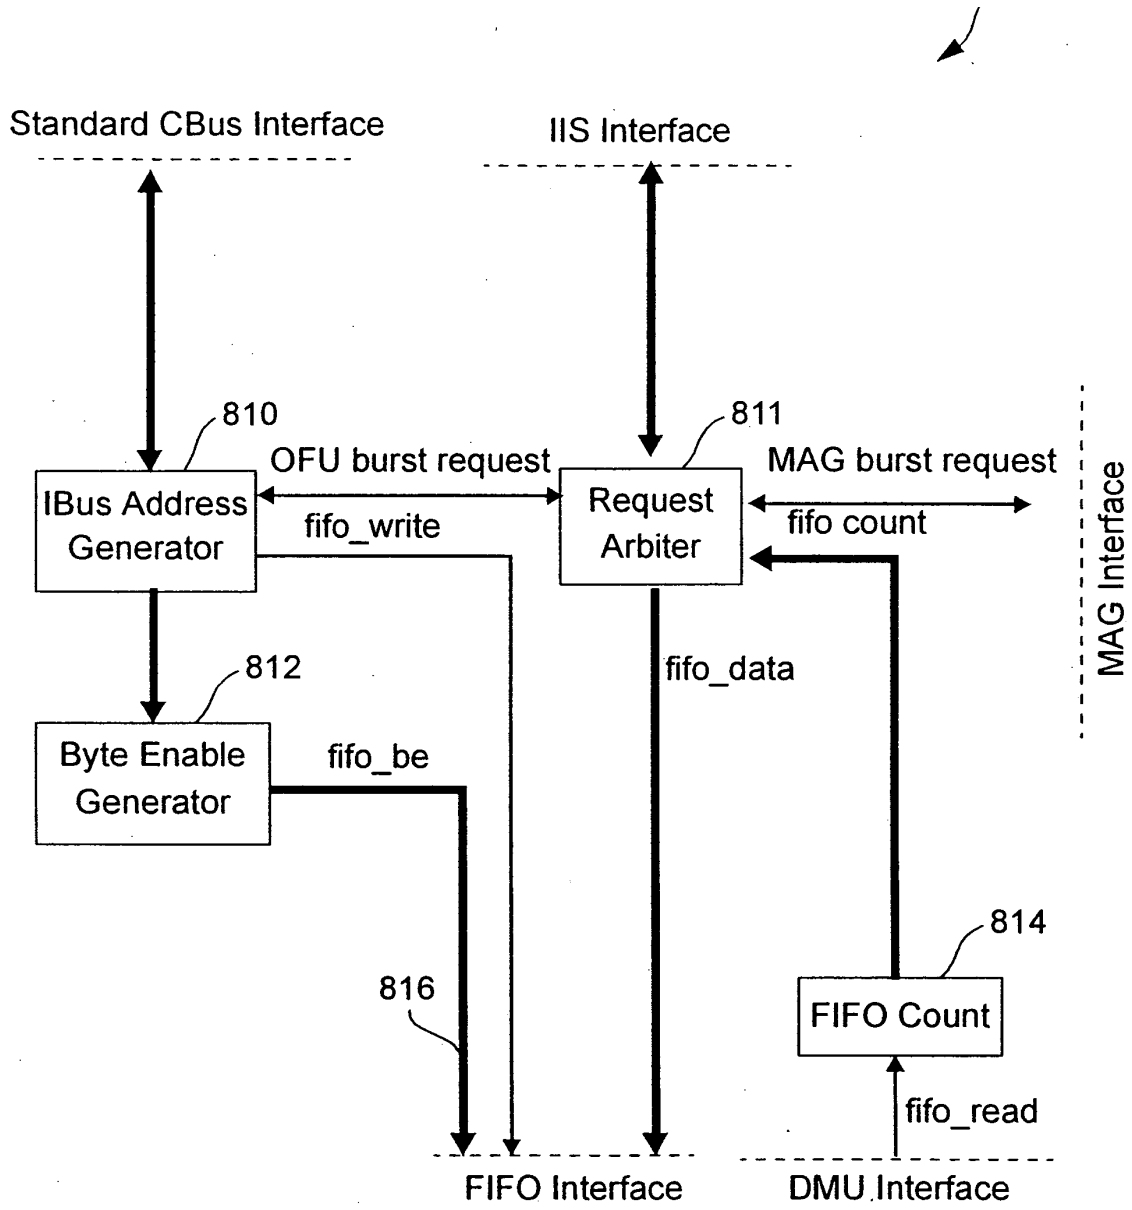 Standard CBus Interface
IIS Interface
810
811
OFU burst request
MAG burst request
IBus Address
Generator
Request
Arbiter
fifo_write
fifo count
MAG Interface
812
fifo_data
Byte Enable
Generator
fifo_be
814
816
FIFO Count
fifo_read
FIFO Interface
DMU Interface